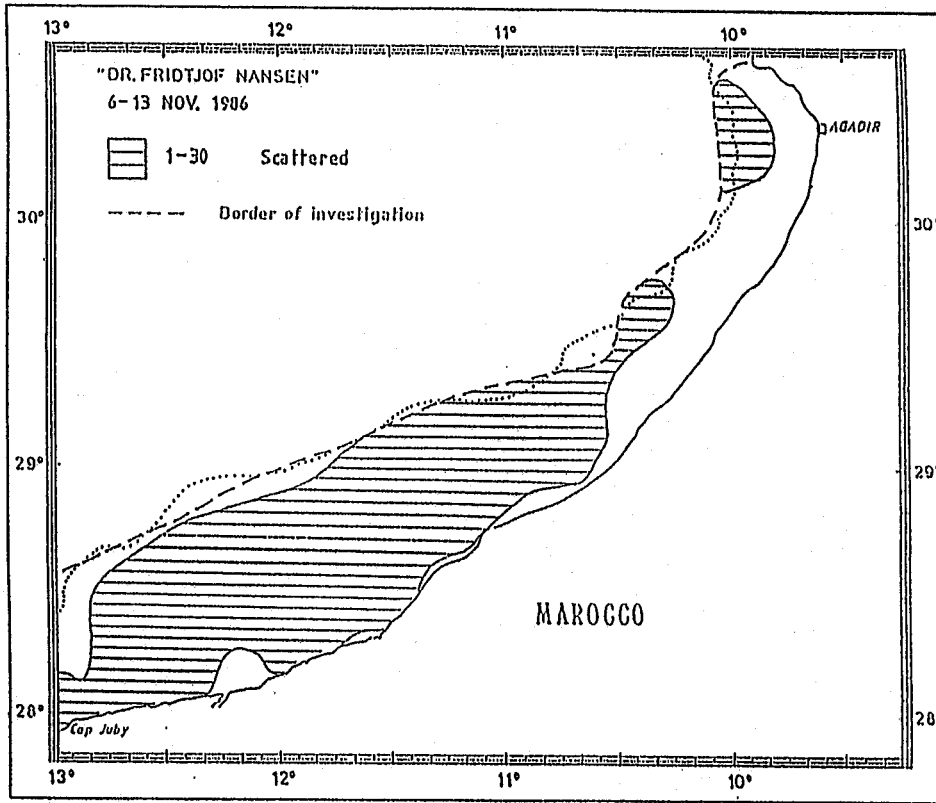 13° 12° 11° 10°
"DR. FRIDTJOF NANSEN"
6-13 NOV. 1986
1-30 Scattered
Border of investigation
AGADIR
30° 30°
29° 29°
MAROCCO
28° 28°
Cap Juby
13° 12° 11° 10°